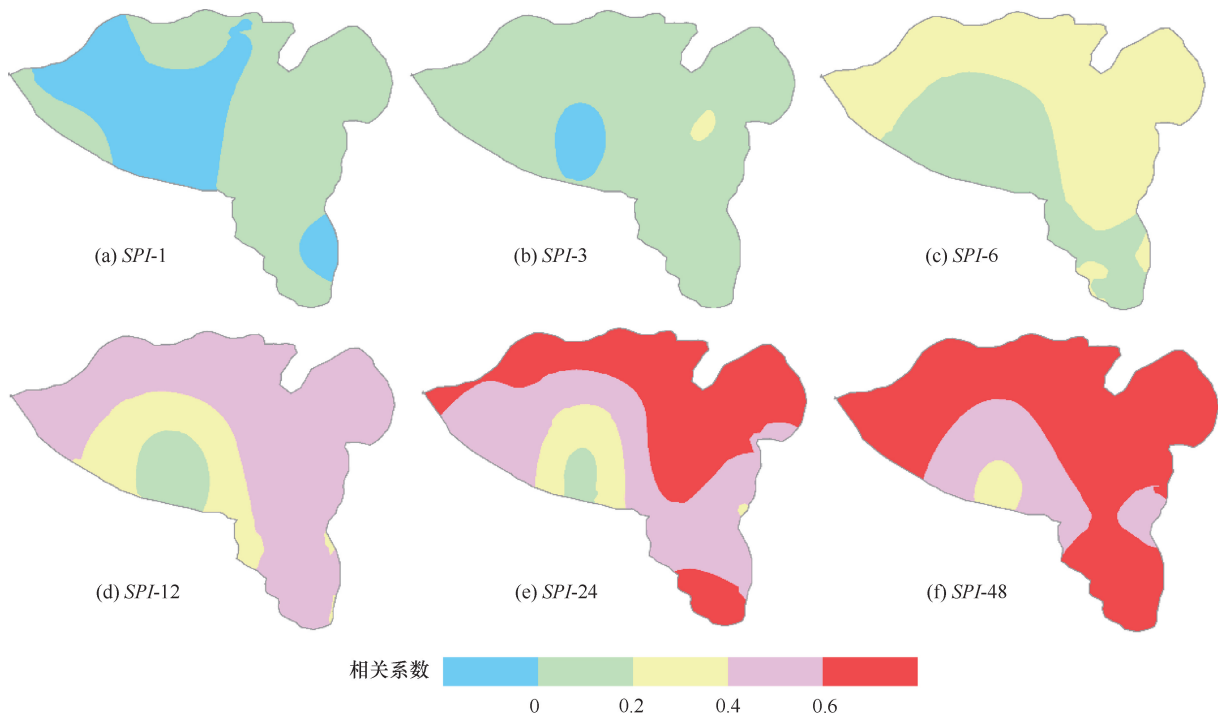 (a) SPI-1
(b) SPI-3
(c) SPI-6
(d) SPI-12
(e) SPI-24
(f) SPI-48
相关系数
0 0.2 0.4 0.6